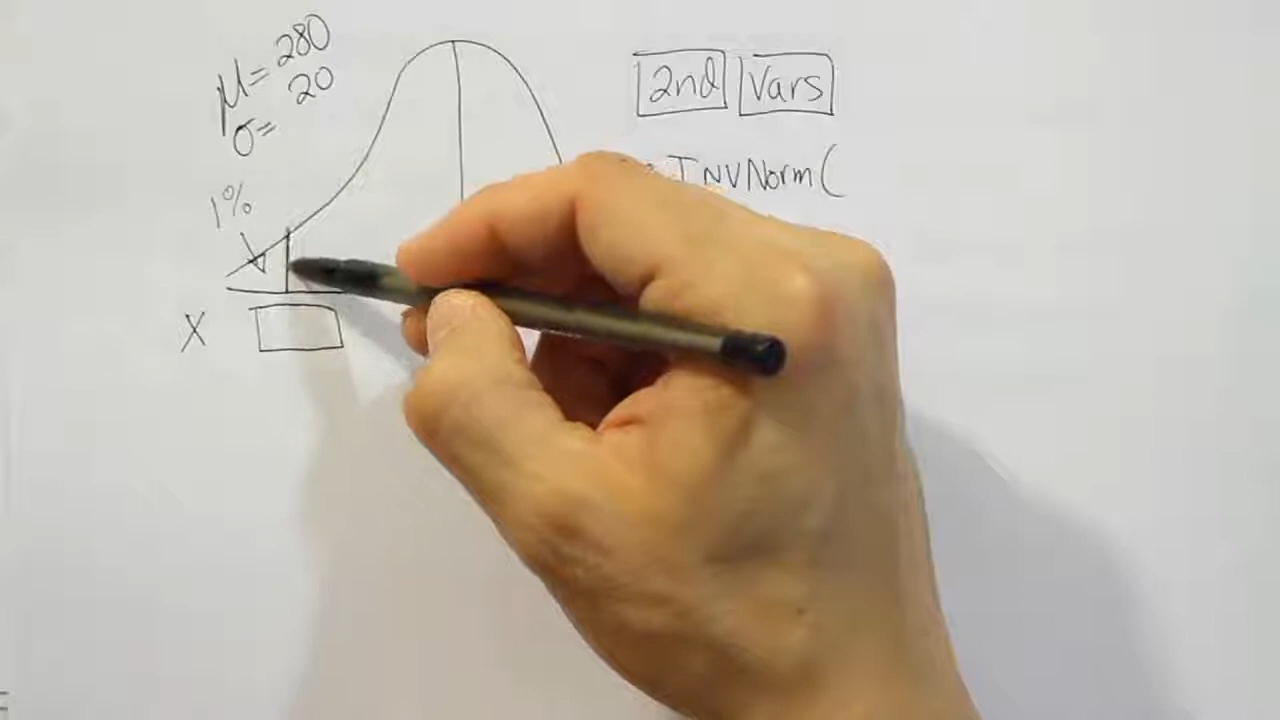 μ = 280
σ = 20
1%
X
2nd Vars
INVNorm(